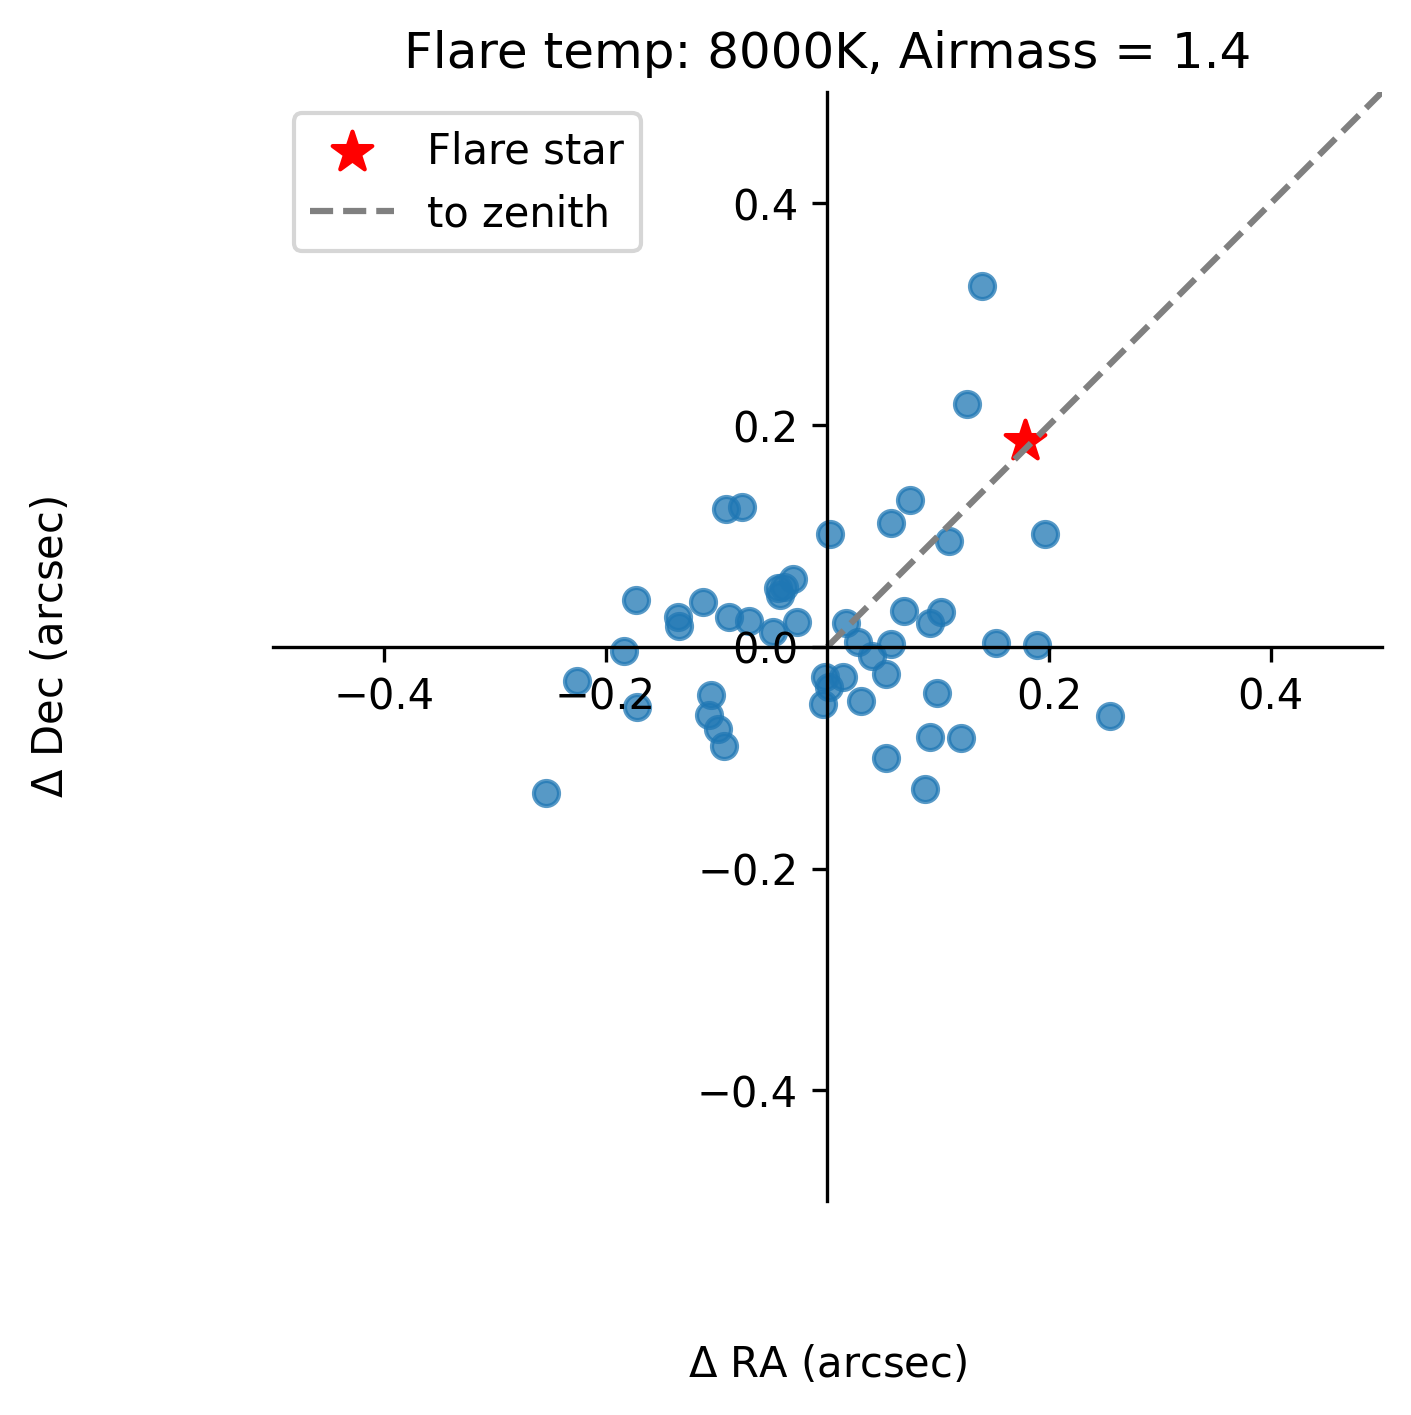 Flare temp: 8000K, Airmass = 1.4
Flare star
to zenith
0.4
0.2
0.0
−0.4
−0.2
0.2
0.4
−0.2
−0.4
Δ Dec (arcsec)
Δ RA (arcsec)